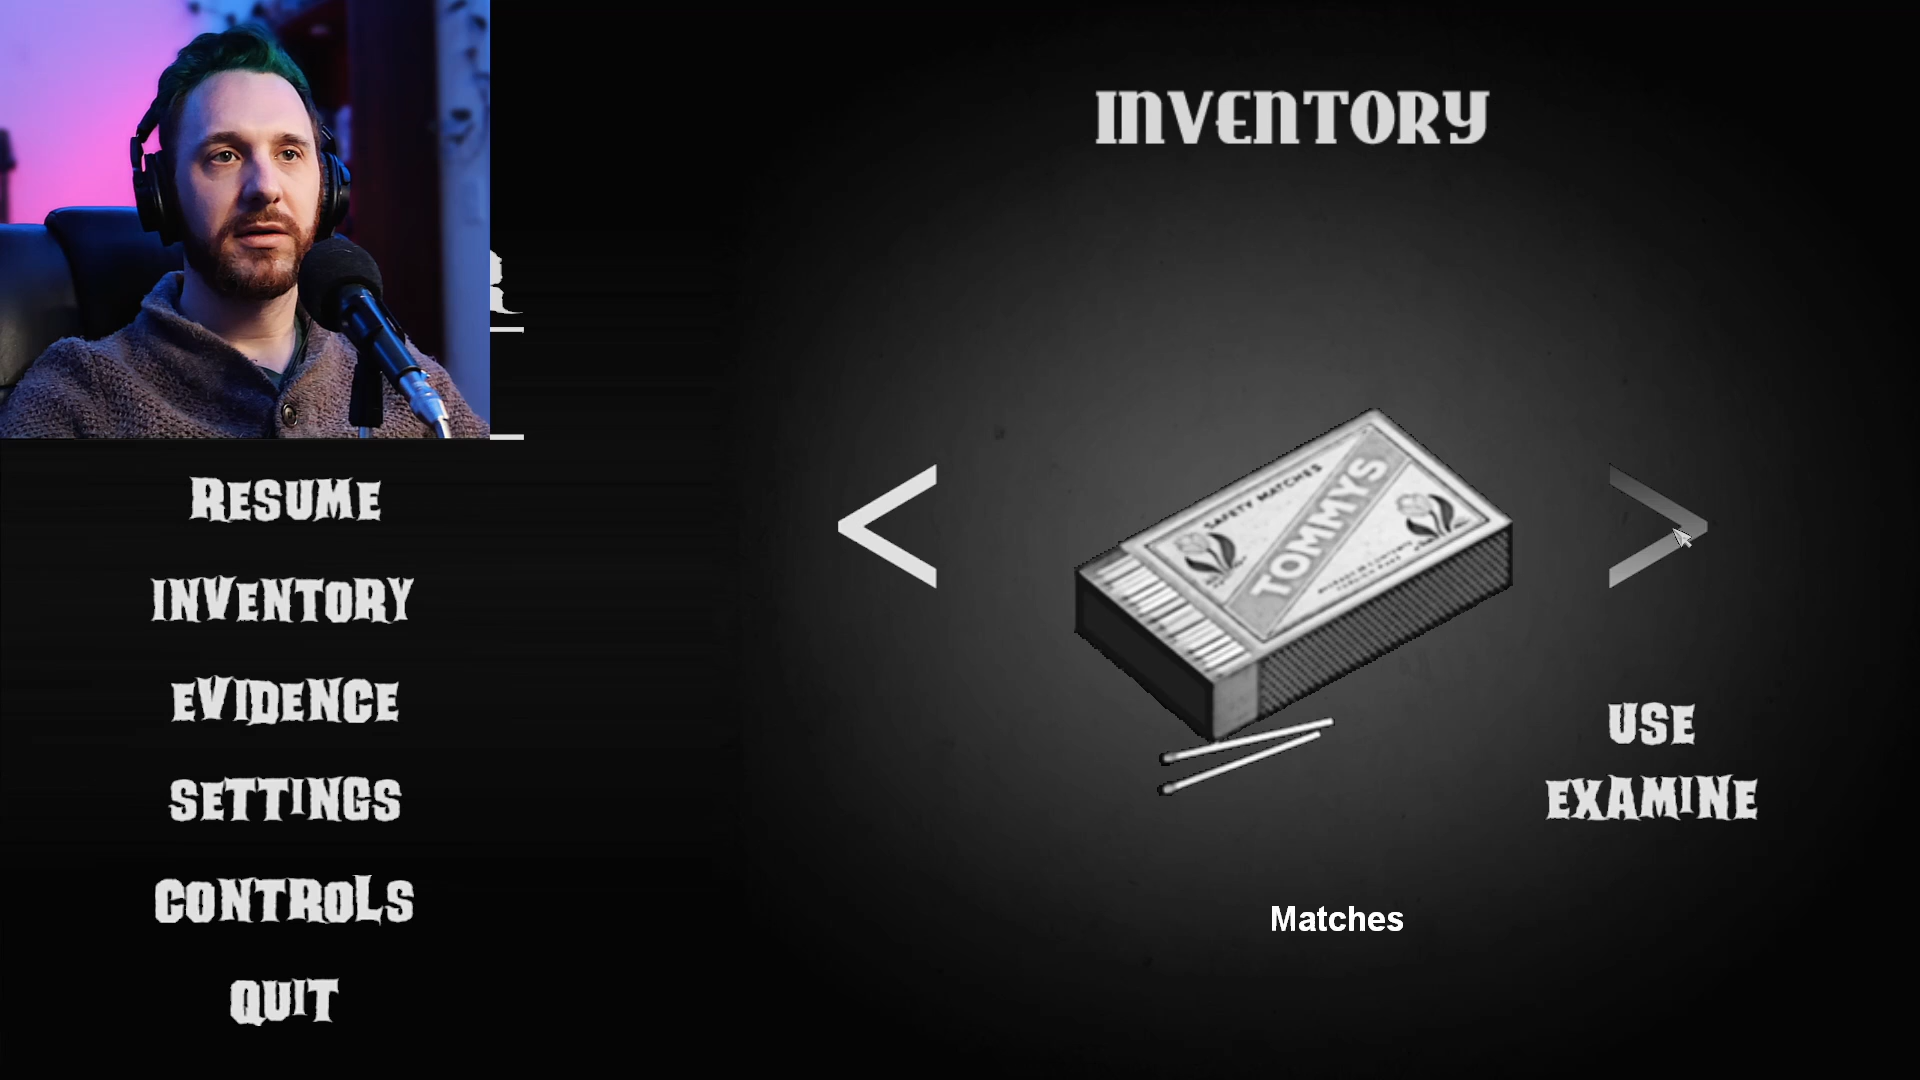 INVENTORY
SAFETY MATCHES
TOMMYS
RESUME
INVENTORY
EVIDENCE
SETTINGS
CONTROLS
QUIT
USE
EXAMINE
Matches